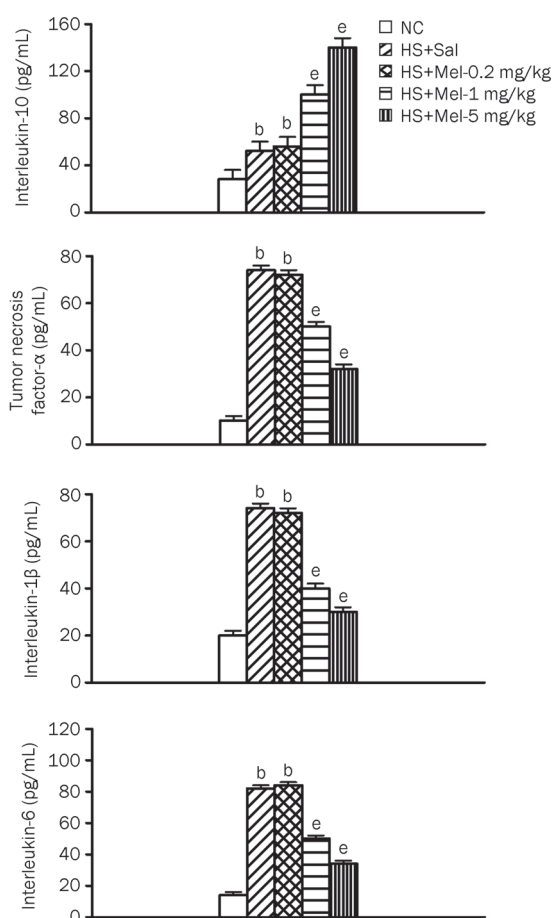 Interleukin-10 (pg/mL)
160
120
80
40
0
b
b
e
e
NC
HS+Sal
HS+Mel-0.2 mg/kg
HS+Mel-1 mg/kg
HS+Mel-5 mg/kg
Tumor necrosis
factor-α (pg/mL)
80
60
40
20
0
b
b
e
e
Interleukin-1β (pg/mL)
80
60
40
20
0
b
b
e
e
Interleukin-6 (pg/mL)
120
100
80
60
40
20
0
b
b
e
e